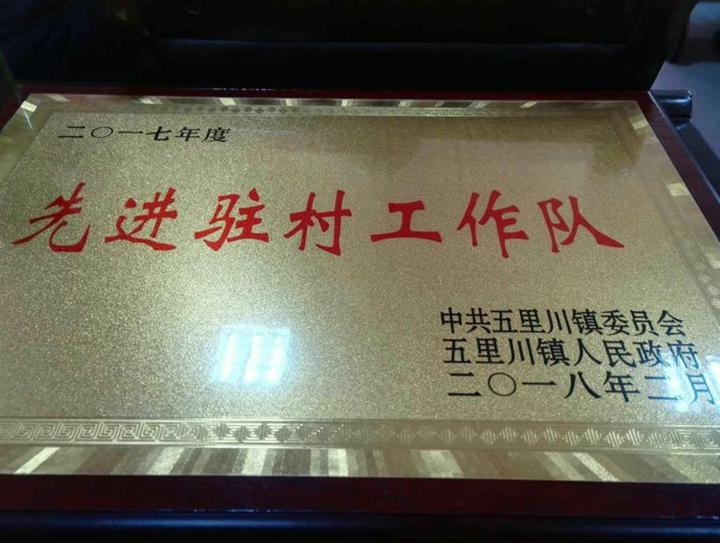 二〇一七年度
先进驻村工作队
中共五里川镇委员会
五里川镇人民政府
二〇一八年二月